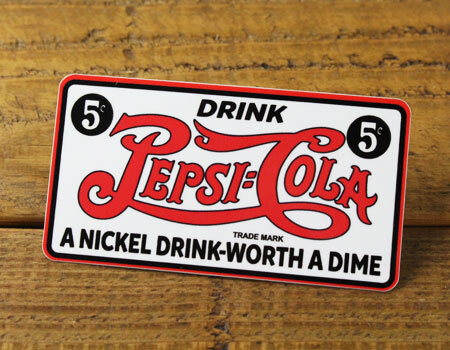 DRINK
5¢ 5¢
PEPSI=COLA
TRADE MARK
A NICKEL DRINK-WORTH A DIME